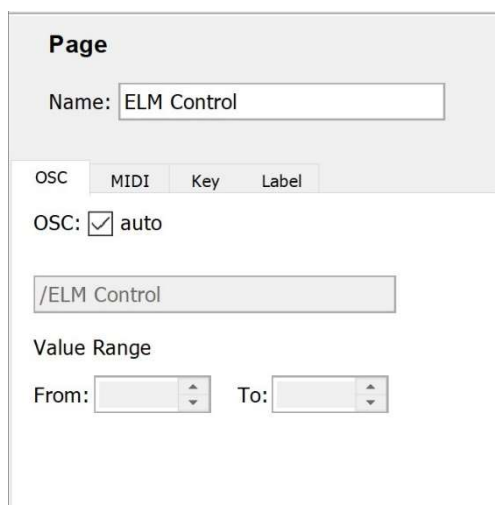 Page
Name: ELM Control
OSC MIDI Key Label
OSC: auto
/ELM Control
Value Range
From: To: